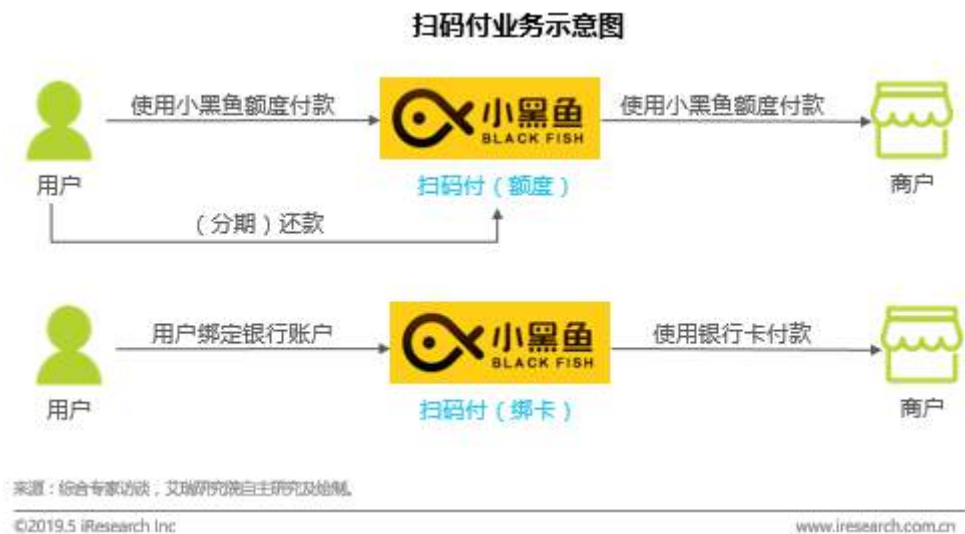 扫码付业务示意图
使用小黑鱼额度付款
小黑鱼
BLACK FISH
使用小黑鱼额度付款
用户
扫码付（额度）
商户
（分期）还款
用户绑定银行账户
小黑鱼
BLACK FISH
使用银行卡付款
用户
扫码付（绑卡）
商户
来源：综合专家访谈，艾瑞研究院自主研究及绘制。
©2019.5 iResearch Inc
www.iresearch.com.cn